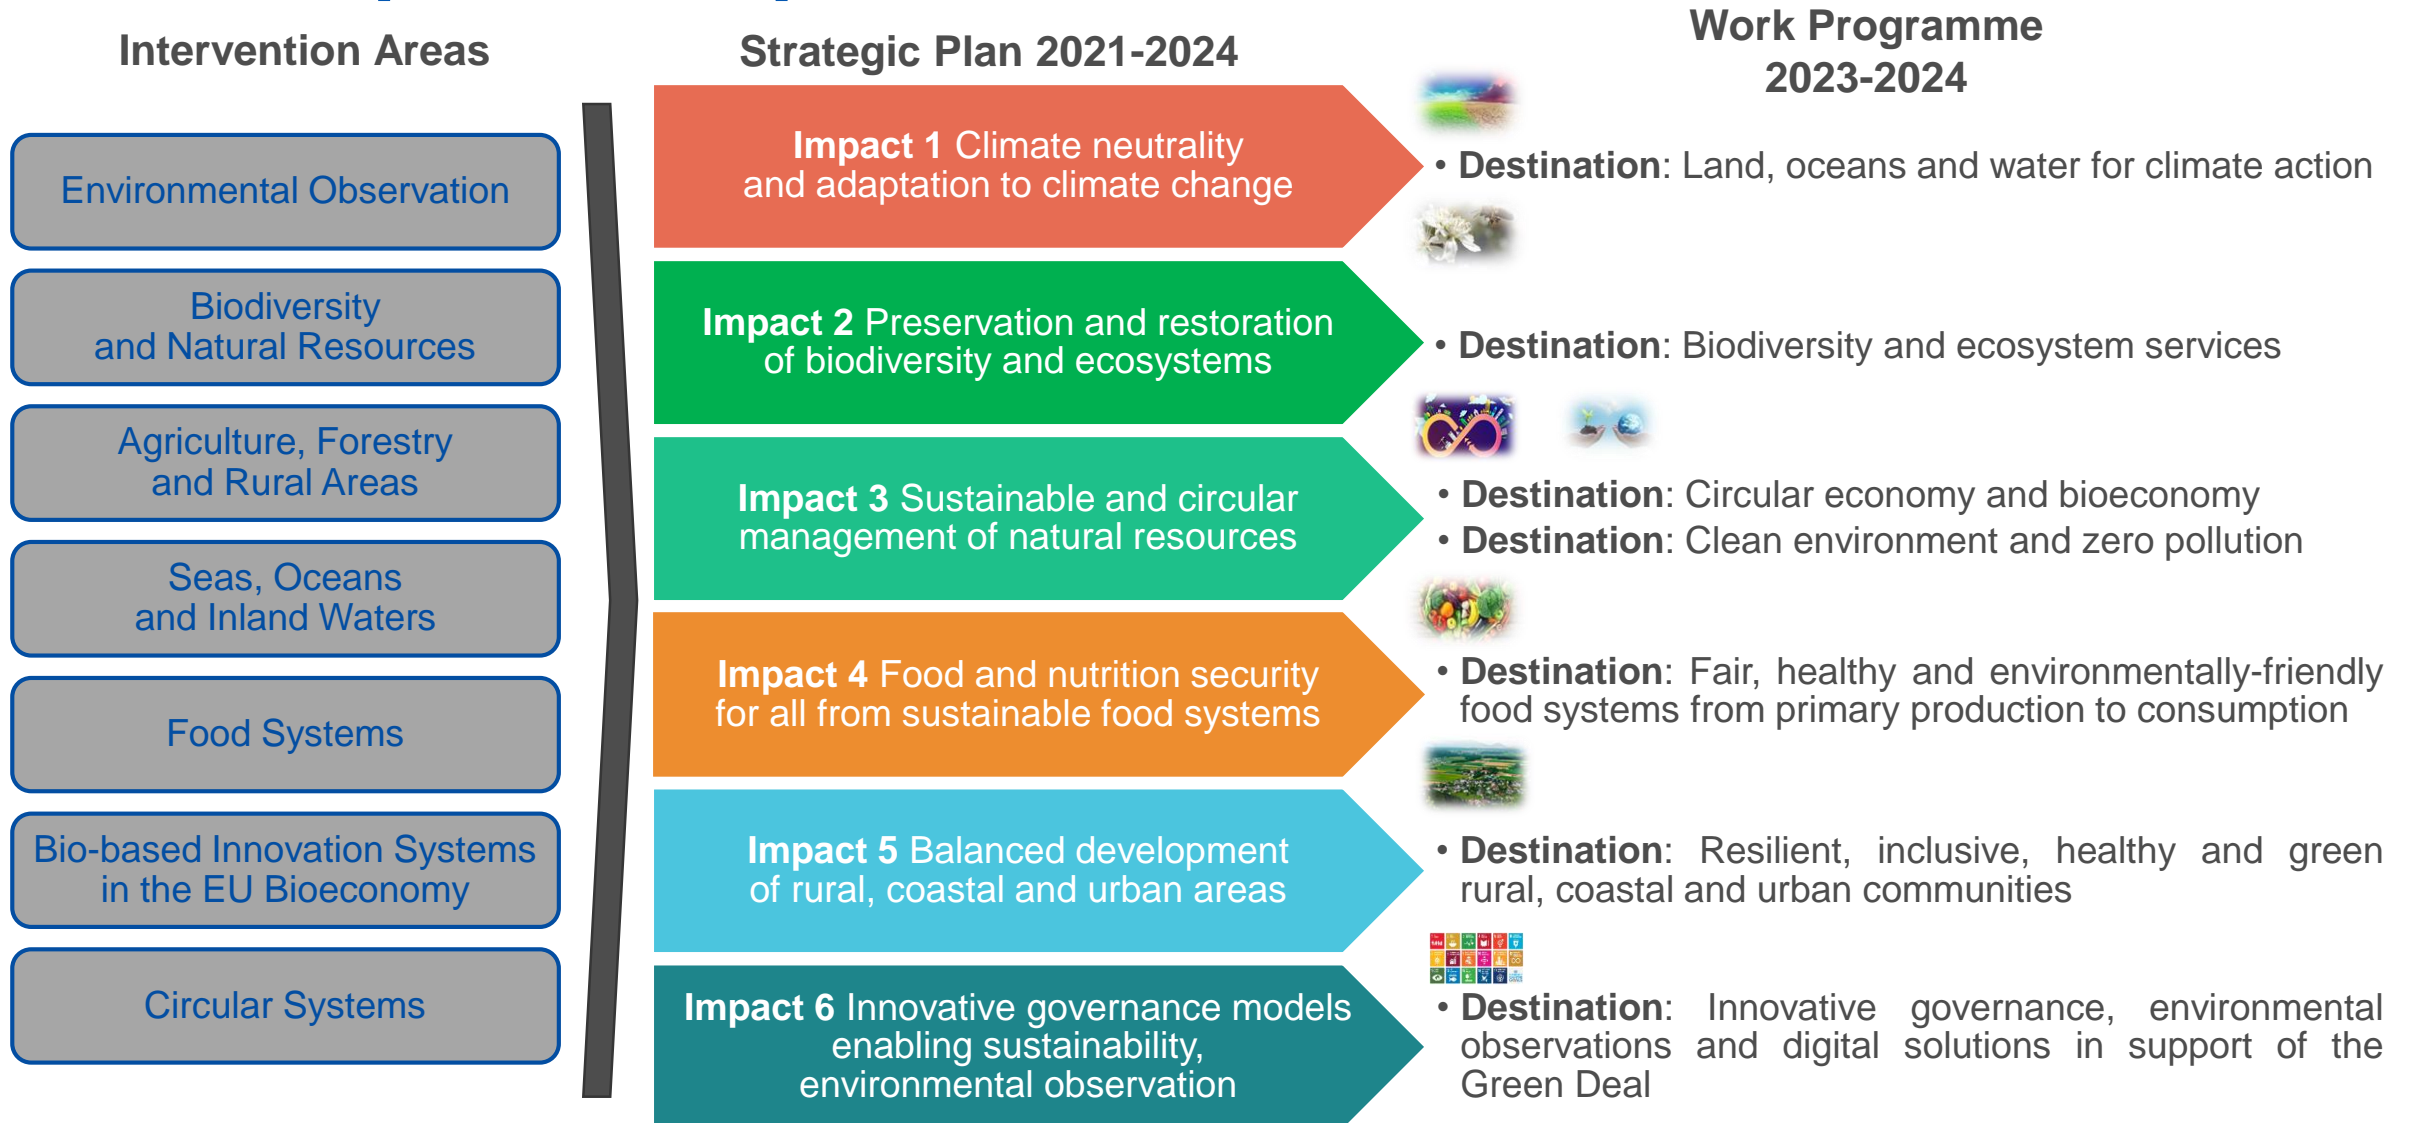 Intervention Areas
Environmental Observation
Biodiversity
and Natural Resources
Agriculture, Forestry
and Rural Areas
Seas, Oceans
and Inland Waters
Food Systems
Bio-based Innovation Systems
in the EU Bioeconomy
Circular Systems
Strategic Plan 2021-2024
Impact 1 Climate neutrality
and adaptation to climate change
Impact 2 Preservation and restoration
of biodiversity and ecosystems
Impact 3 Sustainable and circular
management of natural resources
Impact 4 Food and nutrition security
for all from sustainable food systems
Impact 5 Balanced development
of rural, coastal and urban areas
Impact 6 Innovative governance models
enabling sustainability,
environmental observation
Work Programme
2023-2024
• Destination: Land, oceans and water for climate action
• Destination: Biodiversity and ecosystem services
• Destination: Circular economy and bioeconomy
• Destination: Clean environment and zero pollution
• Destination: Fair, healthy and environmentally-friendly
food systems from primary production to consumption
• Destination: Resilient, inclusive, healthy and green
rural, coastal and urban communities
• Destination: Innovative governance, environmental
observations and digital solutions in support of the
Green Deal